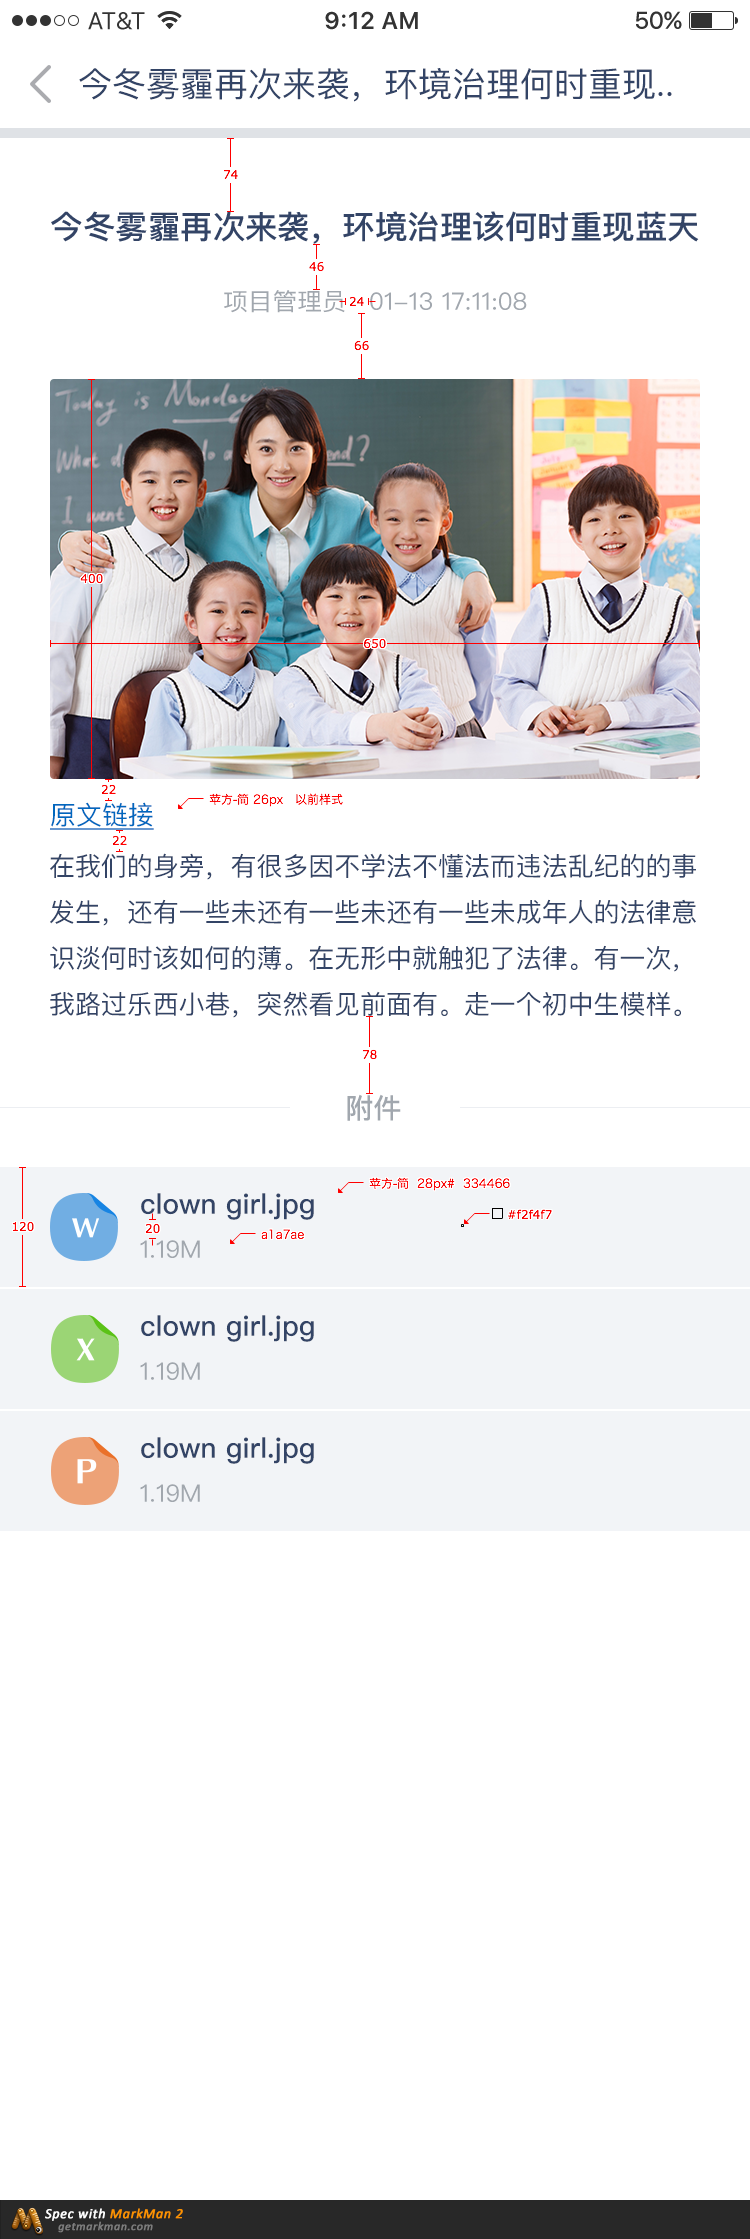 AT&T 9:12 AM 50%
今冬雾霾再次来袭，环境治理何时重现..
74
今冬雾霾再次来袭，环境治理该何时重现蓝天
46
项目管理员 24 01-13 17:11:08
66
Today is Monday
What do end?
I went
400
650
22
原文链接
苹方-简 26px 以前样式
22
在我们的身旁，有很多因不学法不懂法而违法乱纪的的事
发生，还有一些未还有一些未还有一些未成年人的法律意
识淡何时该如何的薄。在无形中就触犯了法律。有一次，
我路过乐西小巷，突然看见前面有。走一个初中生模样。
78
附件
苹方-简 28px# 334466
W
clown girl.jpg
#f2f4f7
120
20
a1a7ae
1.19M
X
clown girl.jpg
1.19M
P
clown girl.jpg
1.19M
Spec with MarkMan 2
getmarkman.com